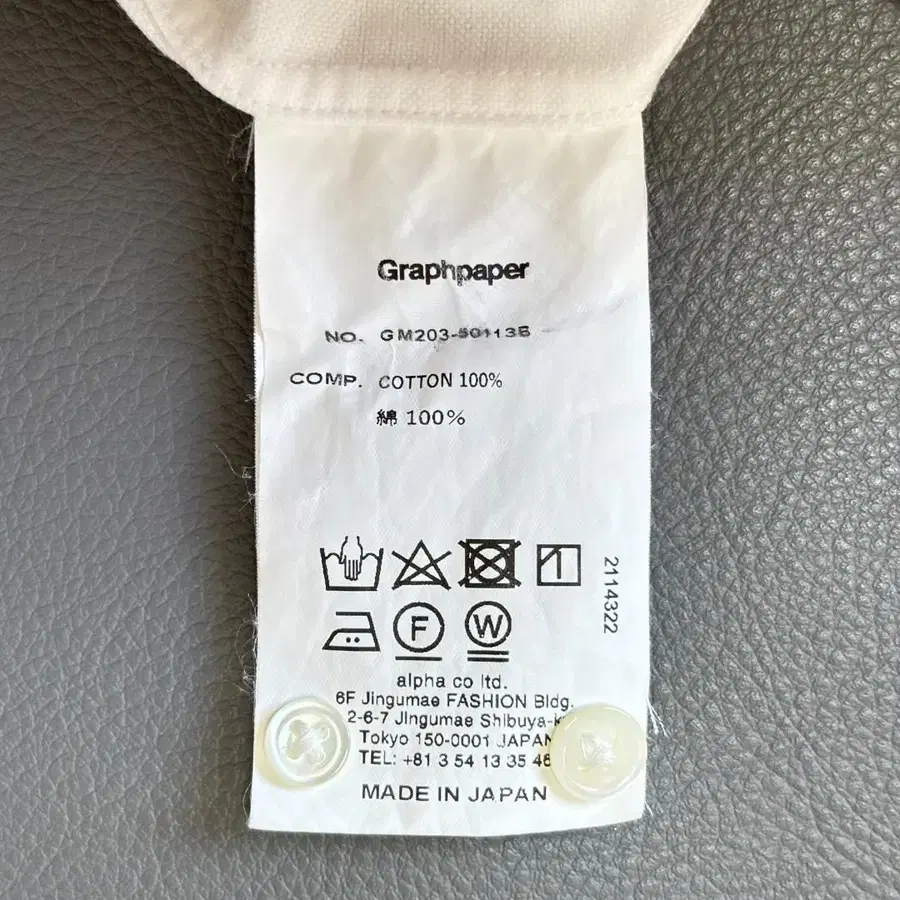 Graphpaper
NO. GM203-50113B
COMP. COTTON 100%
綿 100%
2114322
F W
alpha co ltd.
6F Jingumae FASHION Bldg.
2-6-7 Jingumae Shibuya-k
Tokyo 150-0001 JAPAN
TEL: +81 3 54 13 35 46
MADE IN JAPAN